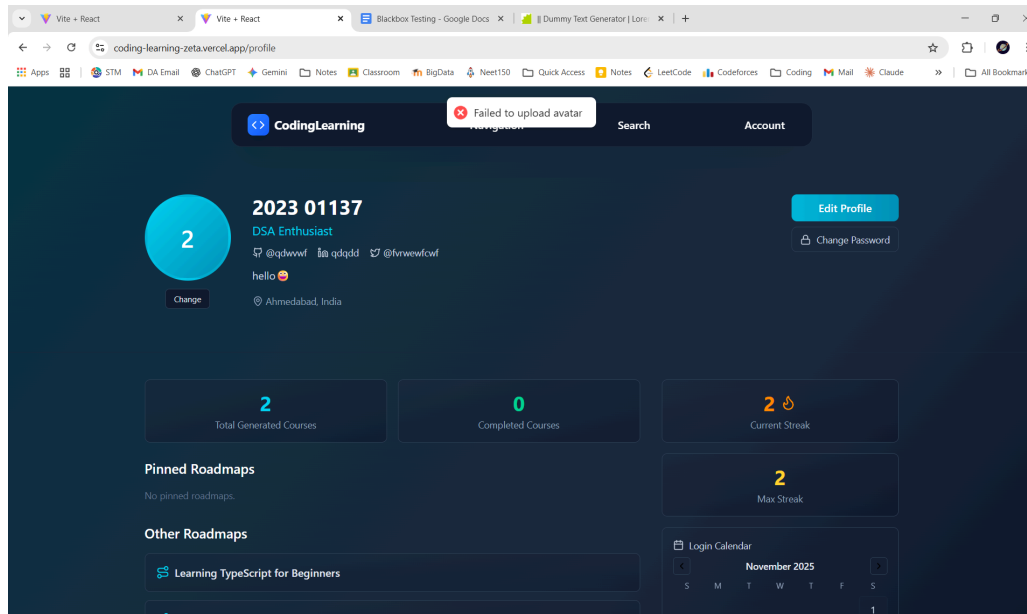 Vite + React
Vite + React
Blackbox Testing - Google Docs
|| Dummy Text Generator | Lore
coding-learning-zeta.vercel.app/profile
Apps STM DA Email ChatGPT Gemini Notes Classroom BigData Neet150 Quick Access Notes LeetCode Codeforces Coding Mail Claude » All Bookmark
Failed to upload avatar
CodingLearning Navigation Search Account
2
2023 01137
DSA Enthusiast
@qdwvwf qdqdd @fvrwewfcwf
hello😄
Ahmedabad, India
Change
Edit Profile
Change Password
2
Total Generated Courses
0
Completed Courses
2
Current Streak
2
Max Streak
Pinned Roadmaps
No pinned roadmaps.
Other Roadmaps
Learning TypeScript for Beginners
Login Calendar
November 2025
S M T W T F S
1